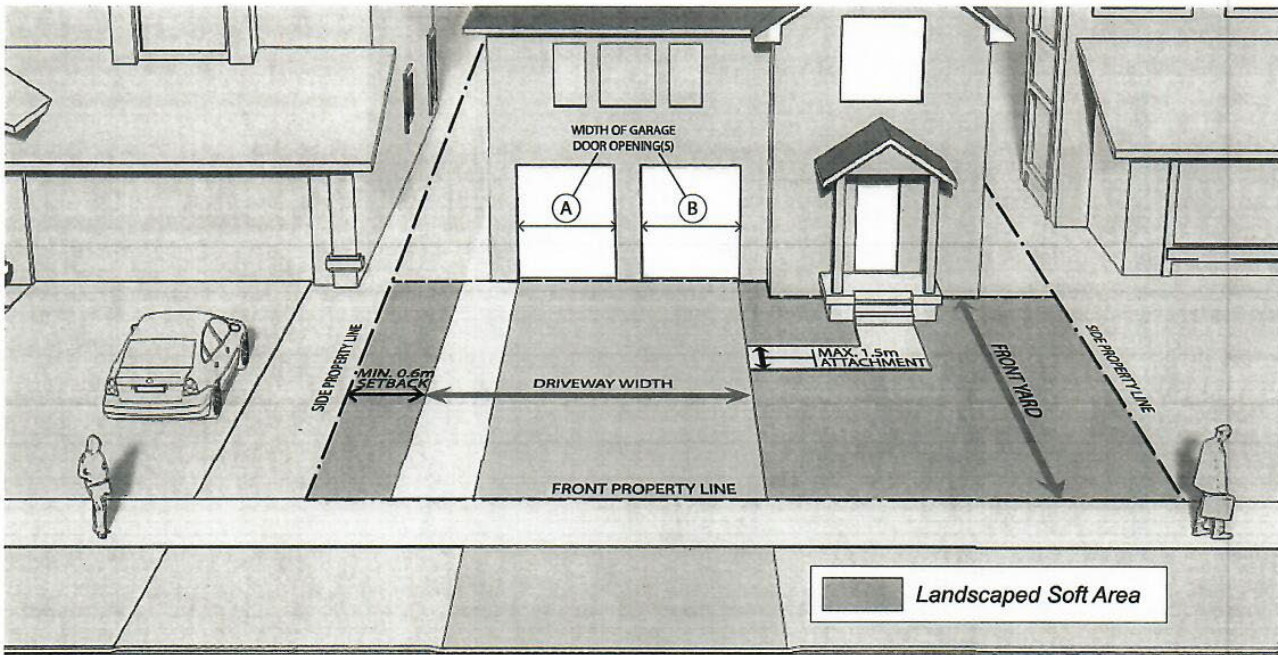 WIDTH OF GARAGE
DOOR OPENING(S)
A
B
SIDE PROPERTY LINE
MIN. 0.6m
SETBACK
DRIVEWAY WIDTH
MAX. 1.5m
ATTACHMENT
FRONT YARD
SIDE PROPERTY LINE
FRONT PROPERTY LINE
Landscaped Soft Area